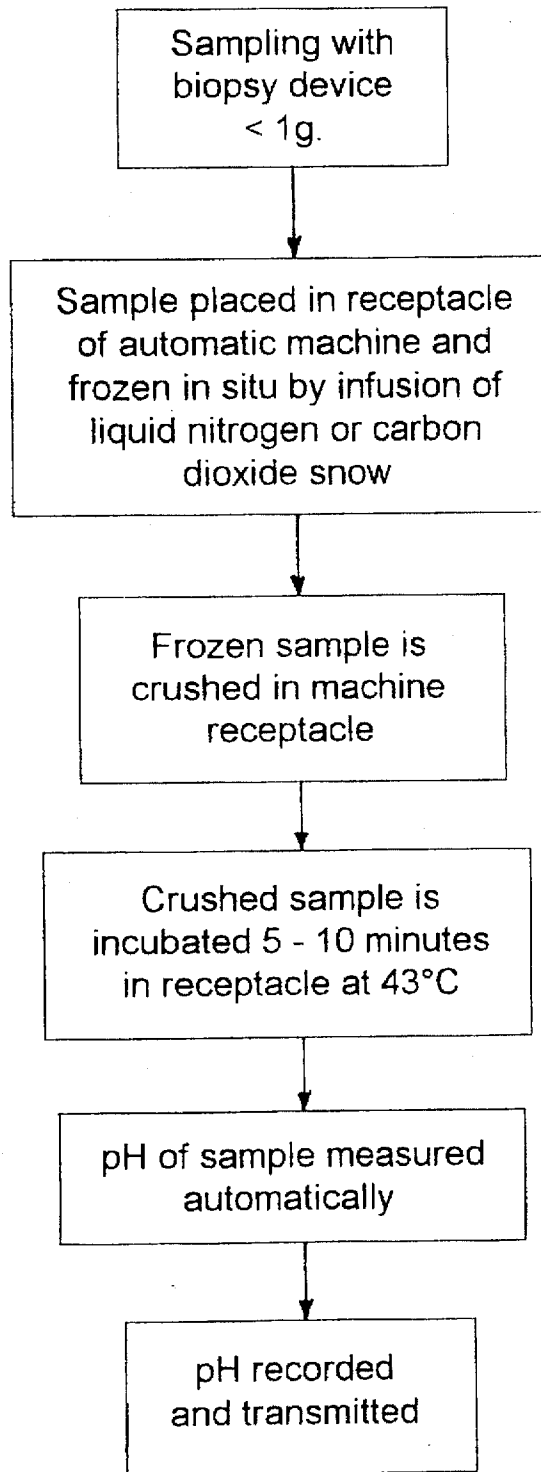 Sampling with
biopsy device
< 1g.
Sample placed in receptacle
of automatic machine and
frozen in situ by infusion of
liquid nitrogen or carbon
dioxide snow
Frozen sample is
crushed in machine
receptacle
Crushed sample is
incubated 5 - 10 minutes
in receptacle at 43°C
pH of sample measured
automatically
pH recorded
and transmitted